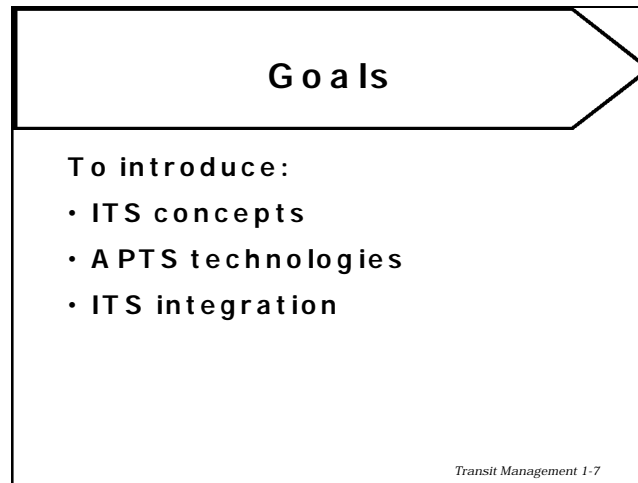 Goals
To introduce:
• ITS concepts
• APTS technologies
• ITS integration
Transit Management 1-7